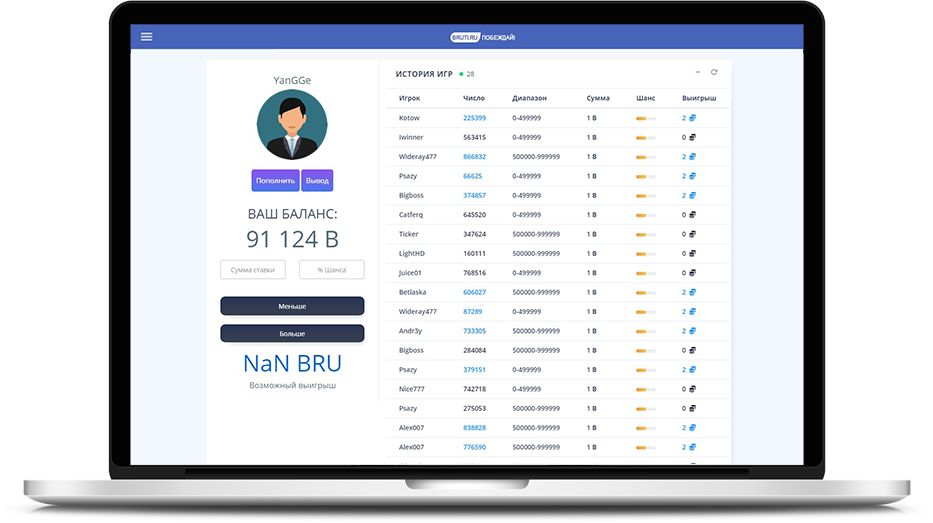 BRUTI.RU ПОБЕЖДАЙ!
YanGGe
Пополнить Вывод
ВАШ БАЛАНС:
91 124 B
Сумма ставки % Шанса
Меньше
Больше
NaN BRU
Возможный выигрыш
ИСТОРИЯ ИГР 28
Игрок Число Диапазон Сумма Шанс Выигрыш
Kotow 225399 0-499999 1 B 2
Iwinner 563415 0-499999 1 B 0
Wideray477 866832 500000-999999 1 B 2
Psazy 66625 0-499999 1 B 2
Bigboss 374857 0-499999 1 B 2
Catferq 645520 0-499999 1 B 0
Ticker 347624 500000-999999 1 B 0
LightHD 160111 500000-999999 1 B 0
Juice01 768516 0-499999 1 B 0
Betlaska 606027 500000-999999 1 B 2
Wideray477 87289 0-499999 1 B 2
Andr3y 733305 500000-999999 1 B 2
Bigboss 284084 500000-999999 1 B 0
Psazy 379151 0-499999 1 B 2
Nice777 742718 0-499999 1 B 0
Psazy 275053 500000-999999 1 B 0
Alex007 838828 500000-999999 1 B 2
Alex007 776590 500000-999999 1 B 2